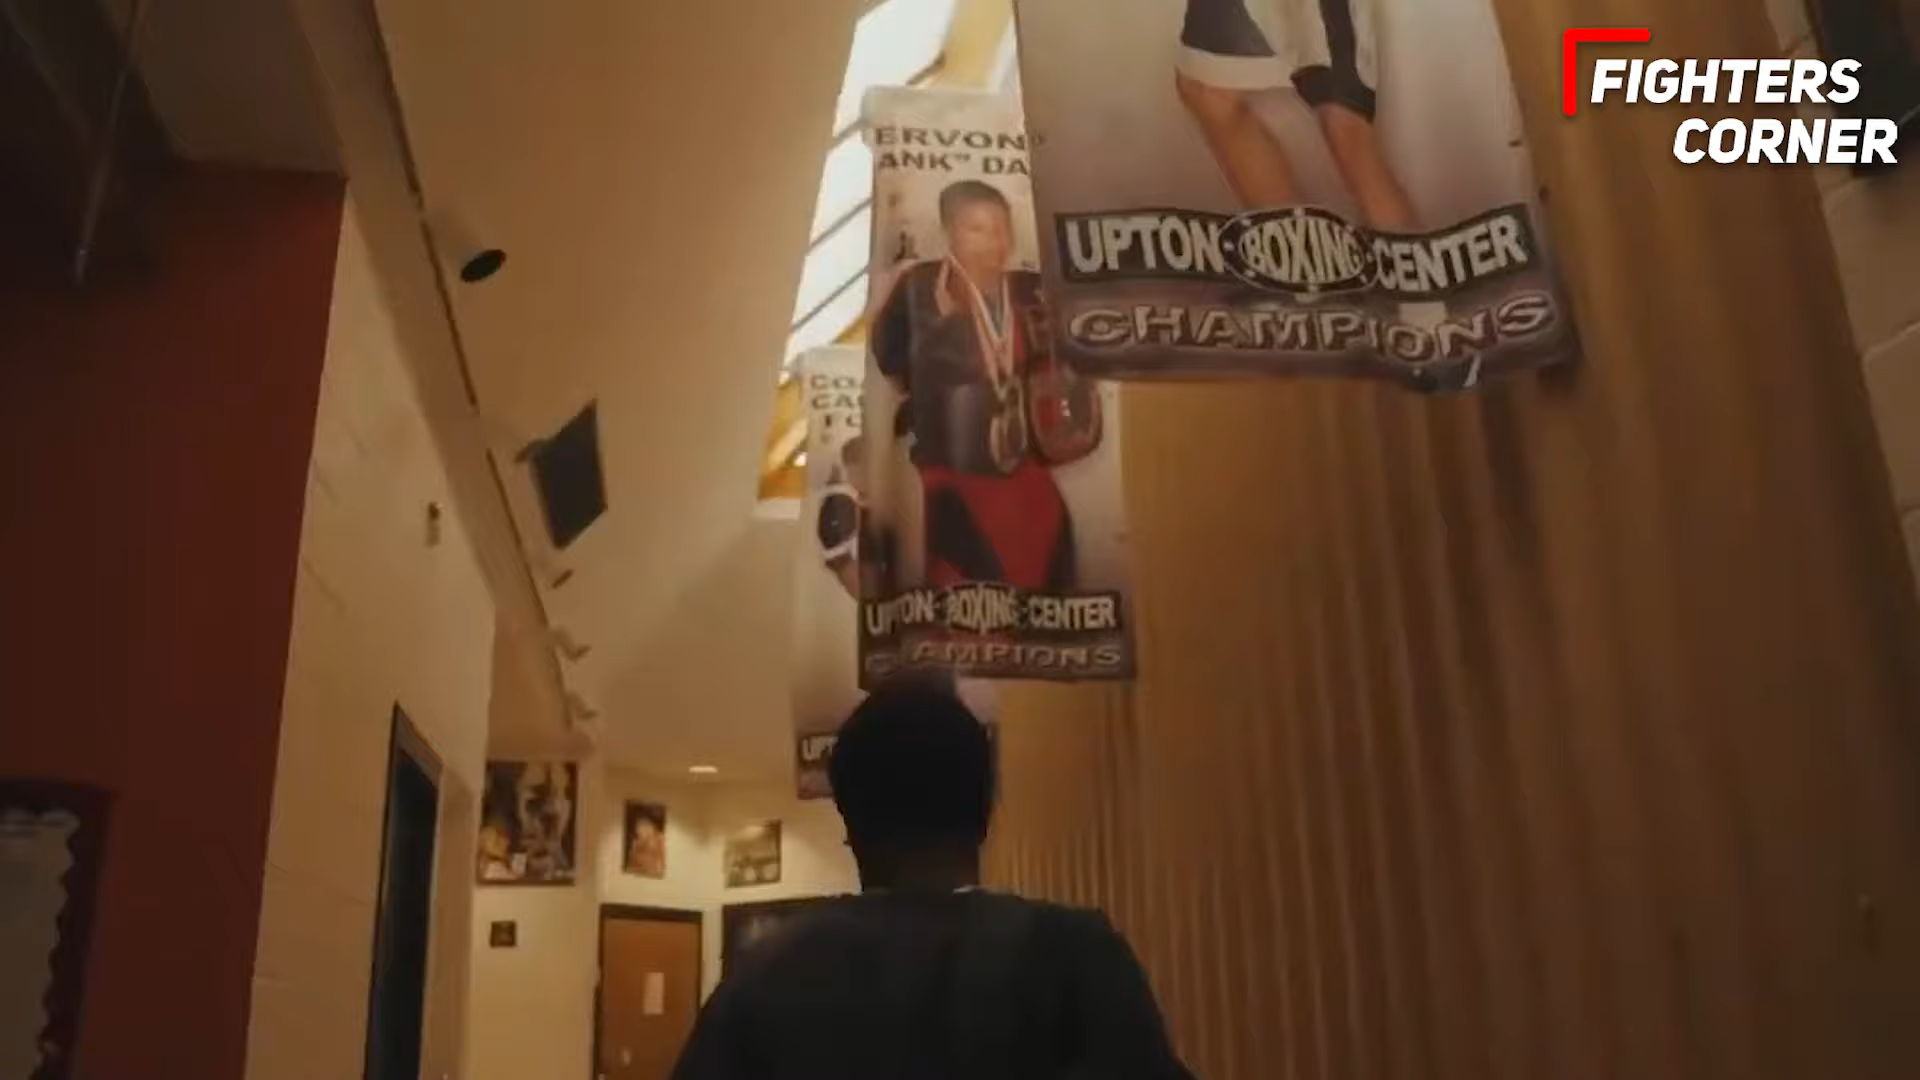 FIGHTERS
CORNER
ERVON"
ANK" DA
UPTON BOXING CENTER
CHAMPIONS
UPTON BOXING CENTER
CHAMPIONS